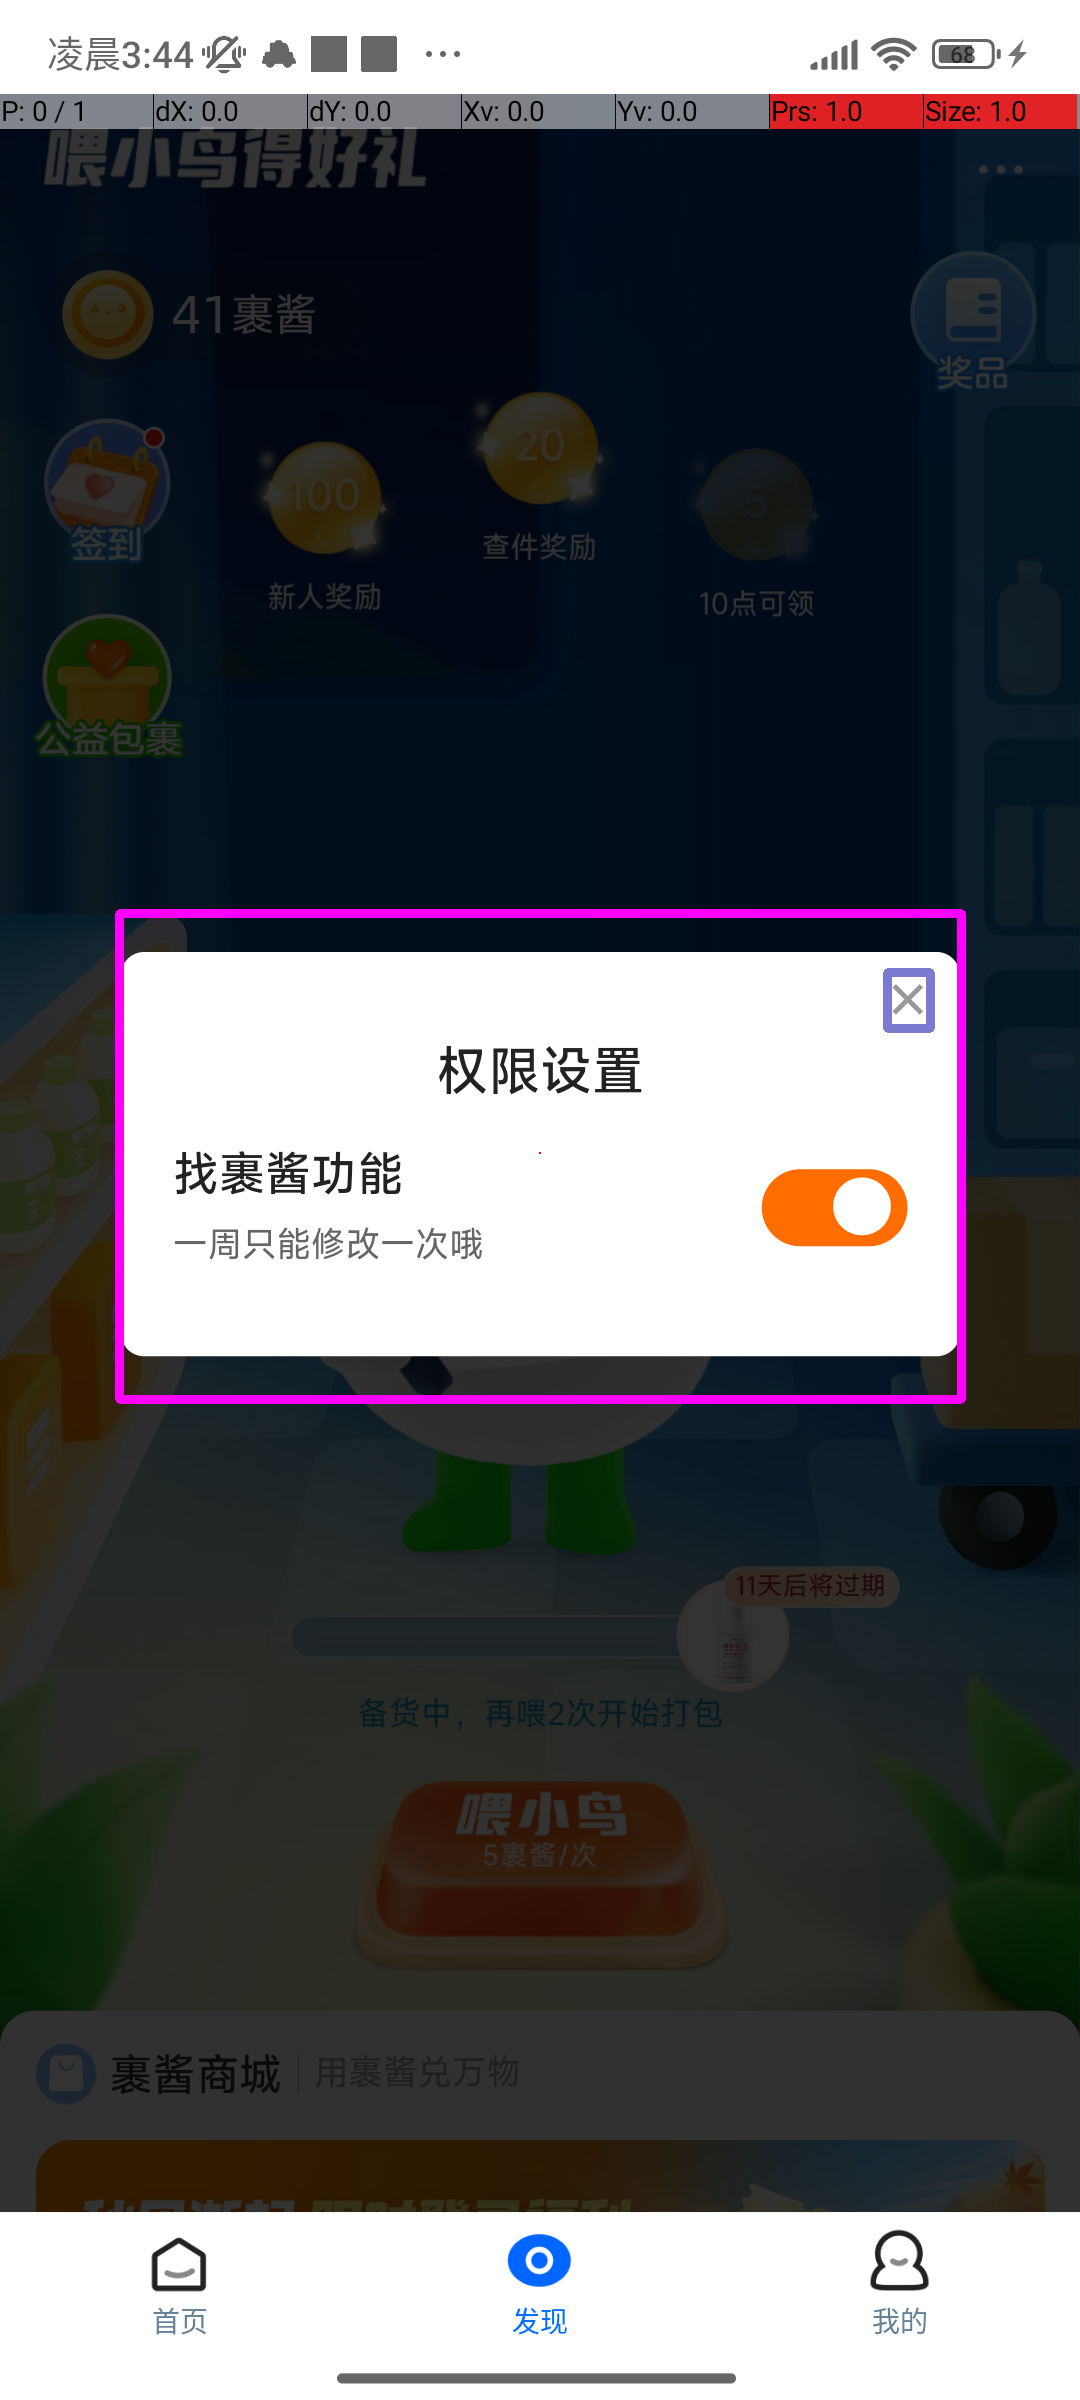 凌晨3:44
68
P: 0 / 1
dX: 0.0
dY: 0.0
Xv: 0.0
Yv: 0.0
Prs: 1.0
Size: 1.0
喂小鸟得好礼
41裹酱
奖品
签到
100
新人奖励
20
查件奖励
5
10点可领
公益包裹
权限设置
找裹酱功能
一周只能修改一次哦
11天后将过期
备货中，再喂2次开始打包
喂小鸟
5裹酱/次
裹酱商城
用裹酱兑万物
首页
发现
我的